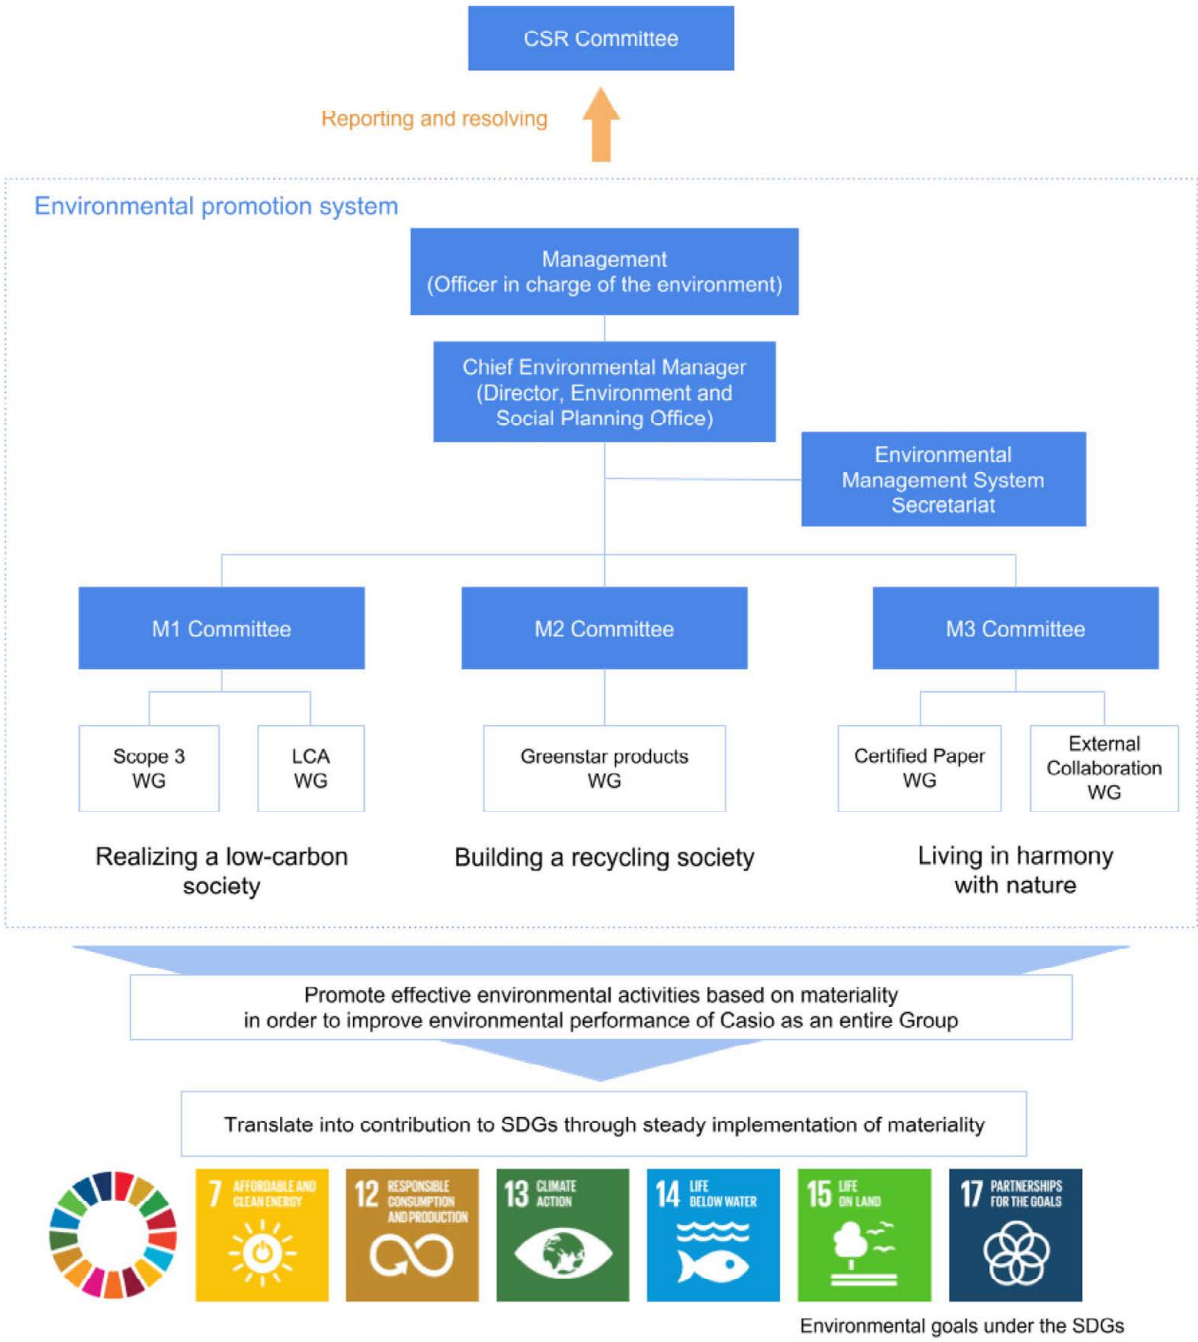 CSR Committee
Reporting and resolving
Environmental promotion system
Management
(Officer in charge of the environment)
Chief Environmental Manager
(Director, Environment and
Social Planning Office)
Environmental
Management System
Secretariat
M1 Committee
M2 Committee
M3 Committee
Scope 3
WG
LCA
WG
Greenstar products
WG
Certified Paper
WG
External
Collaboration
WG
Realizing a low-carbon
society
Building a recycling society
Living in harmony
with nature
Promote effective environmental activities based on materiality
in order to improve environmental performance of Casio as an entire Group
Translate into contribution to SDGs through steady implementation of materiality
7 AFFORDABLE AND
CLEAN ENERGY
12 RESPONSIBLE
CONSUMPTION
AND PRODUCTION
13 CLIMATE
ACTION
14 LIFE
BELOW WATER
15 LIFE
ON LAND
17 PARTNERSHIPS
FOR THE GOALS
Environmental goals under the SDGs